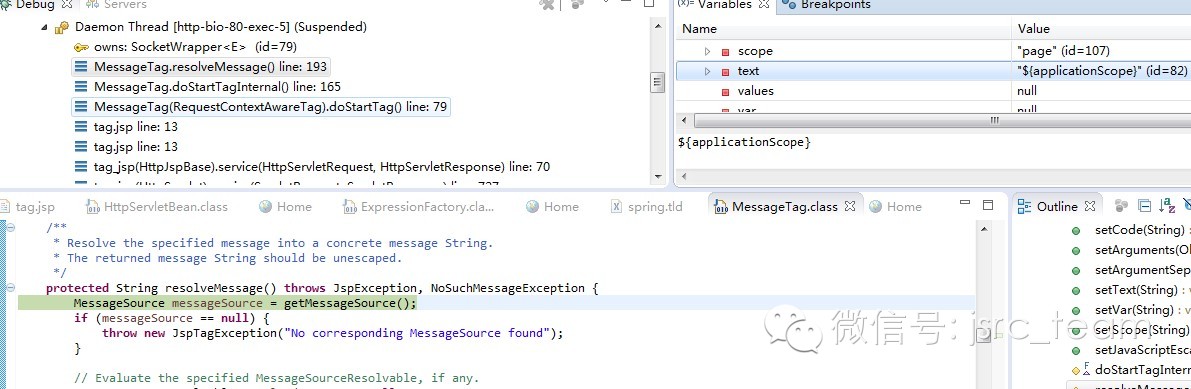 Debug
Servers
Daemon Thread [http-bio-80-exec-5] (Suspended)
owns: SocketWrapper<E> (id=79)
MessageTag.resolveMessage() line: 193
MessageTag.doStartTagInternal() line: 165
MessageTag(RequestContextAwareTag).doStartTag() line: 79
tag.jsp line: 13
tag.jsp line: 13
tag_jsp(HttpJspBase).service(HttpServletRequest, HttpServletResponse) line: 70
(x)= Variables
Breakpoints
Name Value
scope "page" (id=107)
text "${applicationScope}" (id=82)
values null
var null
${applicationScope}
tag.jsp HttpServletBean.class Home ExpressionFactory.cla... Home spring.tld MessageTag.class Home
/**
* Resolve the specified message into a concrete message String.
* The returned message String should be unescaped.
*/
protected String resolveMessage() throws JspException, NoSuchMessageException {
MessageSource messageSource = getMessageSource();
if (messageSource == null) {
throw new JspTagException("No corresponding MessageSource found");
}
// Evaluate the specified MessageSourceResolvable, if any.
Outline
setCode(String) :
setArguments(Ob
setArgumentSep
setText(String) : v
setVar(String) : v
setScope(String)
setJavaScriptEsca
doStartTagIntern
微信号: jsrc_team